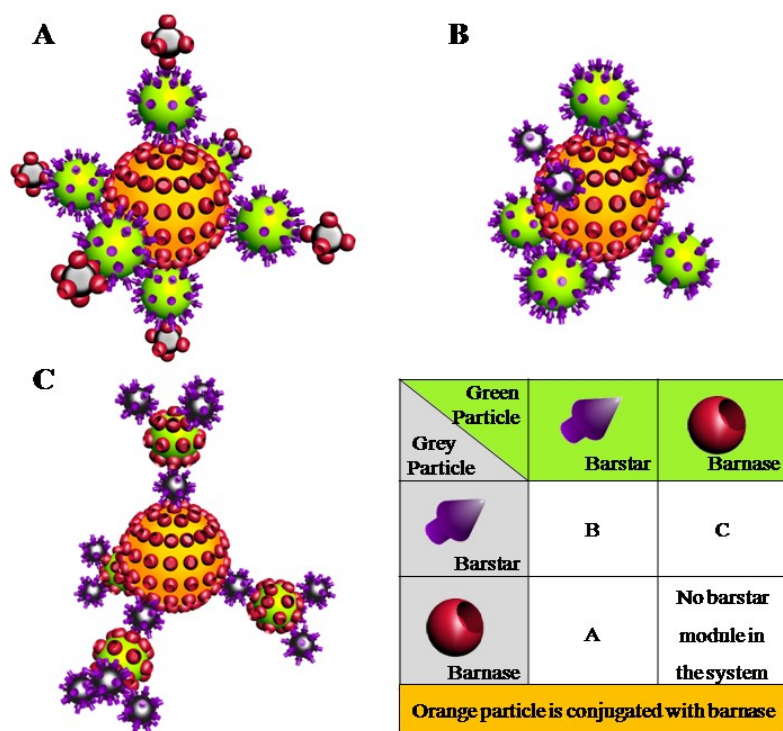 A
B
C
Green
Particle
Grey
Particle
Barstar
Barnase
Barstar
B
C
Barnase
A
No barstar
module in
the system
Orange particle is conjugated with barnase